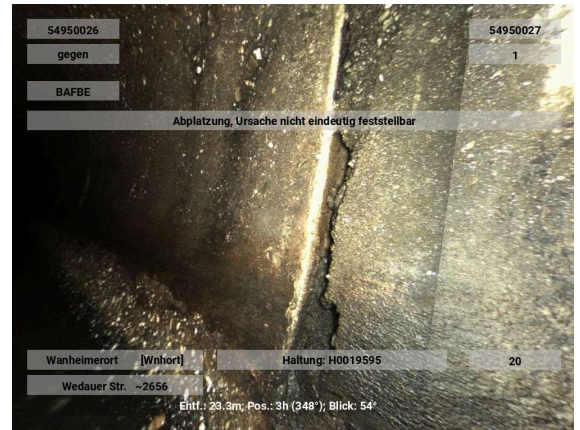 54950026 54950027
gegen 1
BAFBE
Abplatzung, Ursache nicht eindeutig feststellbar
Wanheimerort [Wnhort] Haltung: H0019595 20
Wedauer Str. ~2656
Entf.: 23.3m; Pos.: 3h (348°); Blick: 54°